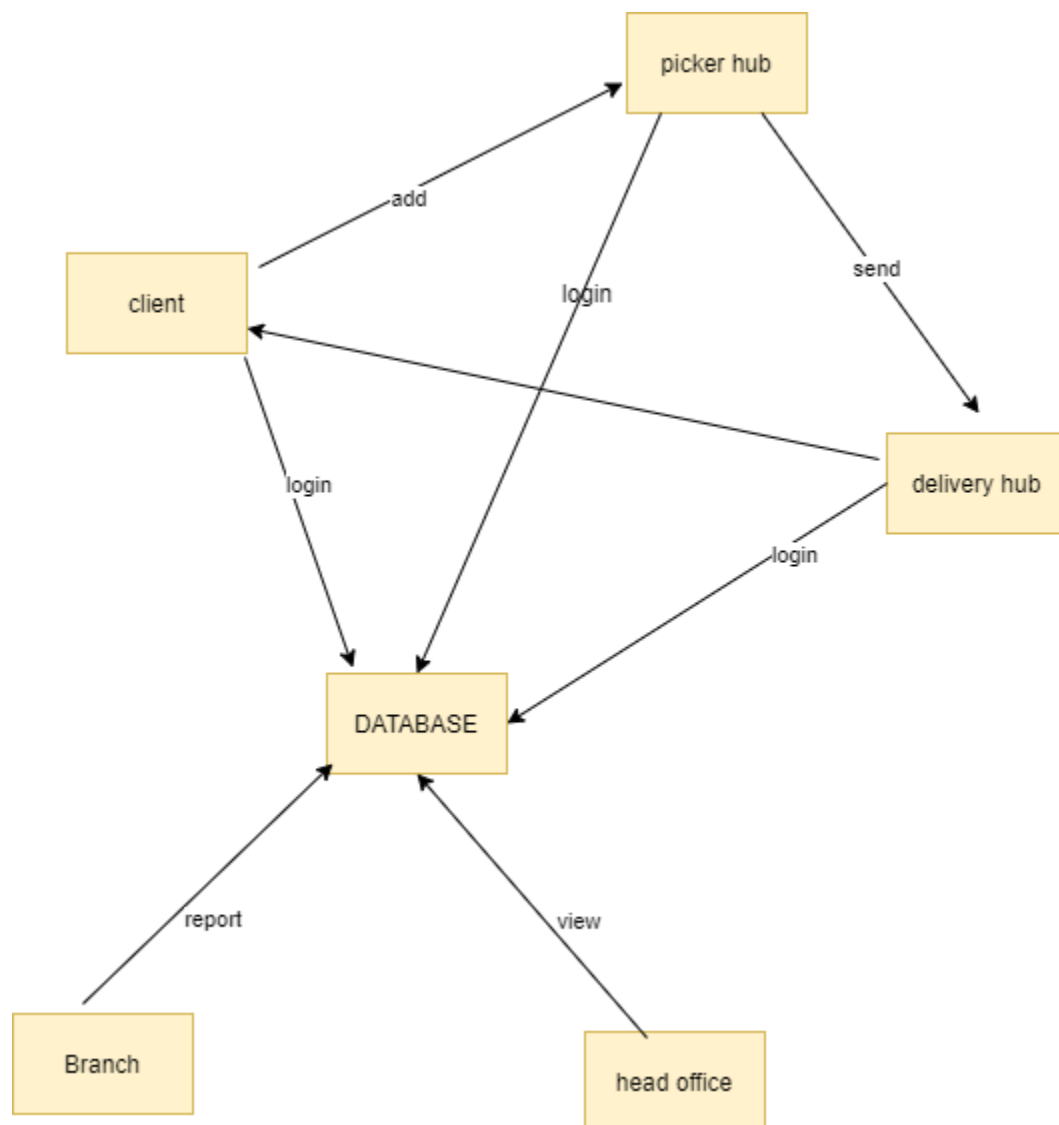 picker hub
add
client
send
login
login
delivery hub
login
DATABASE
report
view
Branch
head office